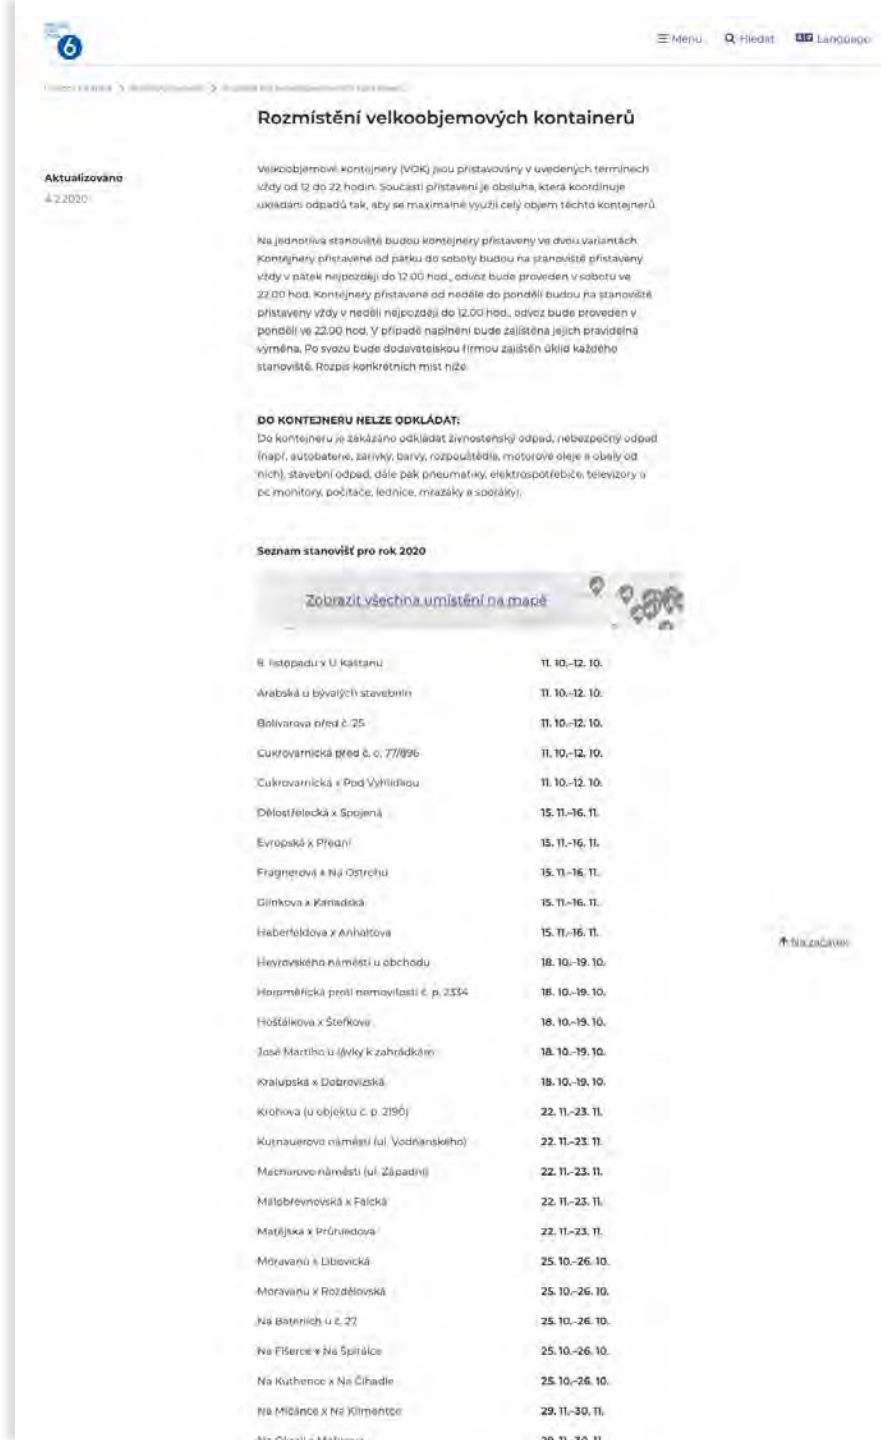 6
Menu
Hledat
Language
Rozmístění velkoobjemových kontainerů
Aktualizováno
4.2.2020
Velkoobjemové kontejnery (VOK) jsou přistavovány v uvedených termínech
vždy od 12 do 22 hodin. Součástí přistavení je obsluha, která koordinuje
ukládání odpadů tak, aby se maximálně využil celý objem těchto kontejnerů.
Na jednotlivá stanoviště budou kontejnery přistaveny ve dvou variantách.
Kontejnery přistavené od pátku do soboty budou na stanoviště přistaveny
vždy v pátek nejpozději do 12.00 hod., odvoz bude proveden v sobotu ve
22.00 hod. Kontejnery přistavené od neděle do pondělí budou na stanoviště
přistaveny vždy v neděli nejpozději do 12.00 hod., odvoz bude proveden v
pondělí ve 22.00 hod. V případě naplnění bude zajištěna jejich pravidelná
výměna. Po svozu bude dodavatelskou firmou zajištěn úklid každého
stanoviště. Rozpis konkrétních míst níže.
DO KONTEJNERU NELZE ODKLÁDAT:
Do kontejneru je zakázáno odkládat živnostenský odpad, nebezpečný odpad
(např. autobaterie, zářivky, barvy, rozpouštědla, motorové oleje a obaly od
nich), stavební odpad, dále pak pneumatiky, elektrospotřebiče, televizory a
pc monitory, počítače, lednice, mrazáky a sporáky).
Seznam stanovišť pro rok 2020
Zobrazit všechna umístění na mapě
8. listopadu x U Kaštanu 11. 10.–12. 10.
Arabská u bývalých stavebnin 11. 10.–12. 10.
Bolívarova před č. 25 11. 10.–12. 10.
Cukrovarnická před č. o. 77/896 11. 10.–12. 10.
Cukrovarnická x Pod Vyhlídkou 11. 10.–12. 10.
Dělostřelecká x Spojená 15. 11.–16. 11.
Evropská x Přední 15. 11.–16. 11.
Fragnerova x Na Ostrohu 15. 11.–16. 11.
Glinkova x Kanadská 15. 11.–16. 11.
Haberfeldova x Anhaltova 15. 11.–16. 11.
Na začátek
Heyrovského náměstí u obchodu 18. 10.–19. 10.
Horoměřická proti nemovitosti č. p. 2334 18. 10.–19. 10.
Hošťálkova x Štefkova 18. 10.–19. 10.
José Martího u lávky k zahrádkám 18. 10.–19. 10.
Kralupská x Dobrovízská 18. 10.–19. 10.
Krohova (u objektu č. p. 2190) 22. 11.–23. 11.
Kutnauerovo náměstí (ul. Vodňanského) 22. 11.–23. 11.
Macharovo náměstí (ul. Západní) 22. 11.–23. 11.
Malobřevnovská x Falcká 22. 11.–23. 11.
Matějská x Průhledová 22. 11.–23. 11.
Moravanů x Libovická 25. 10.–26. 10.
Moravanů x Rozdělovská 25. 10.–26. 10.
Na Bateriích u č. 27 25. 10.–26. 10.
Na Fišerce x Na Špitálce 25. 10.–26. 10.
Na Kuthence x Na Čihadle 25. 10.–26. 10.
Na Mičánce x Na Klimentce 29. 11.–30. 11.